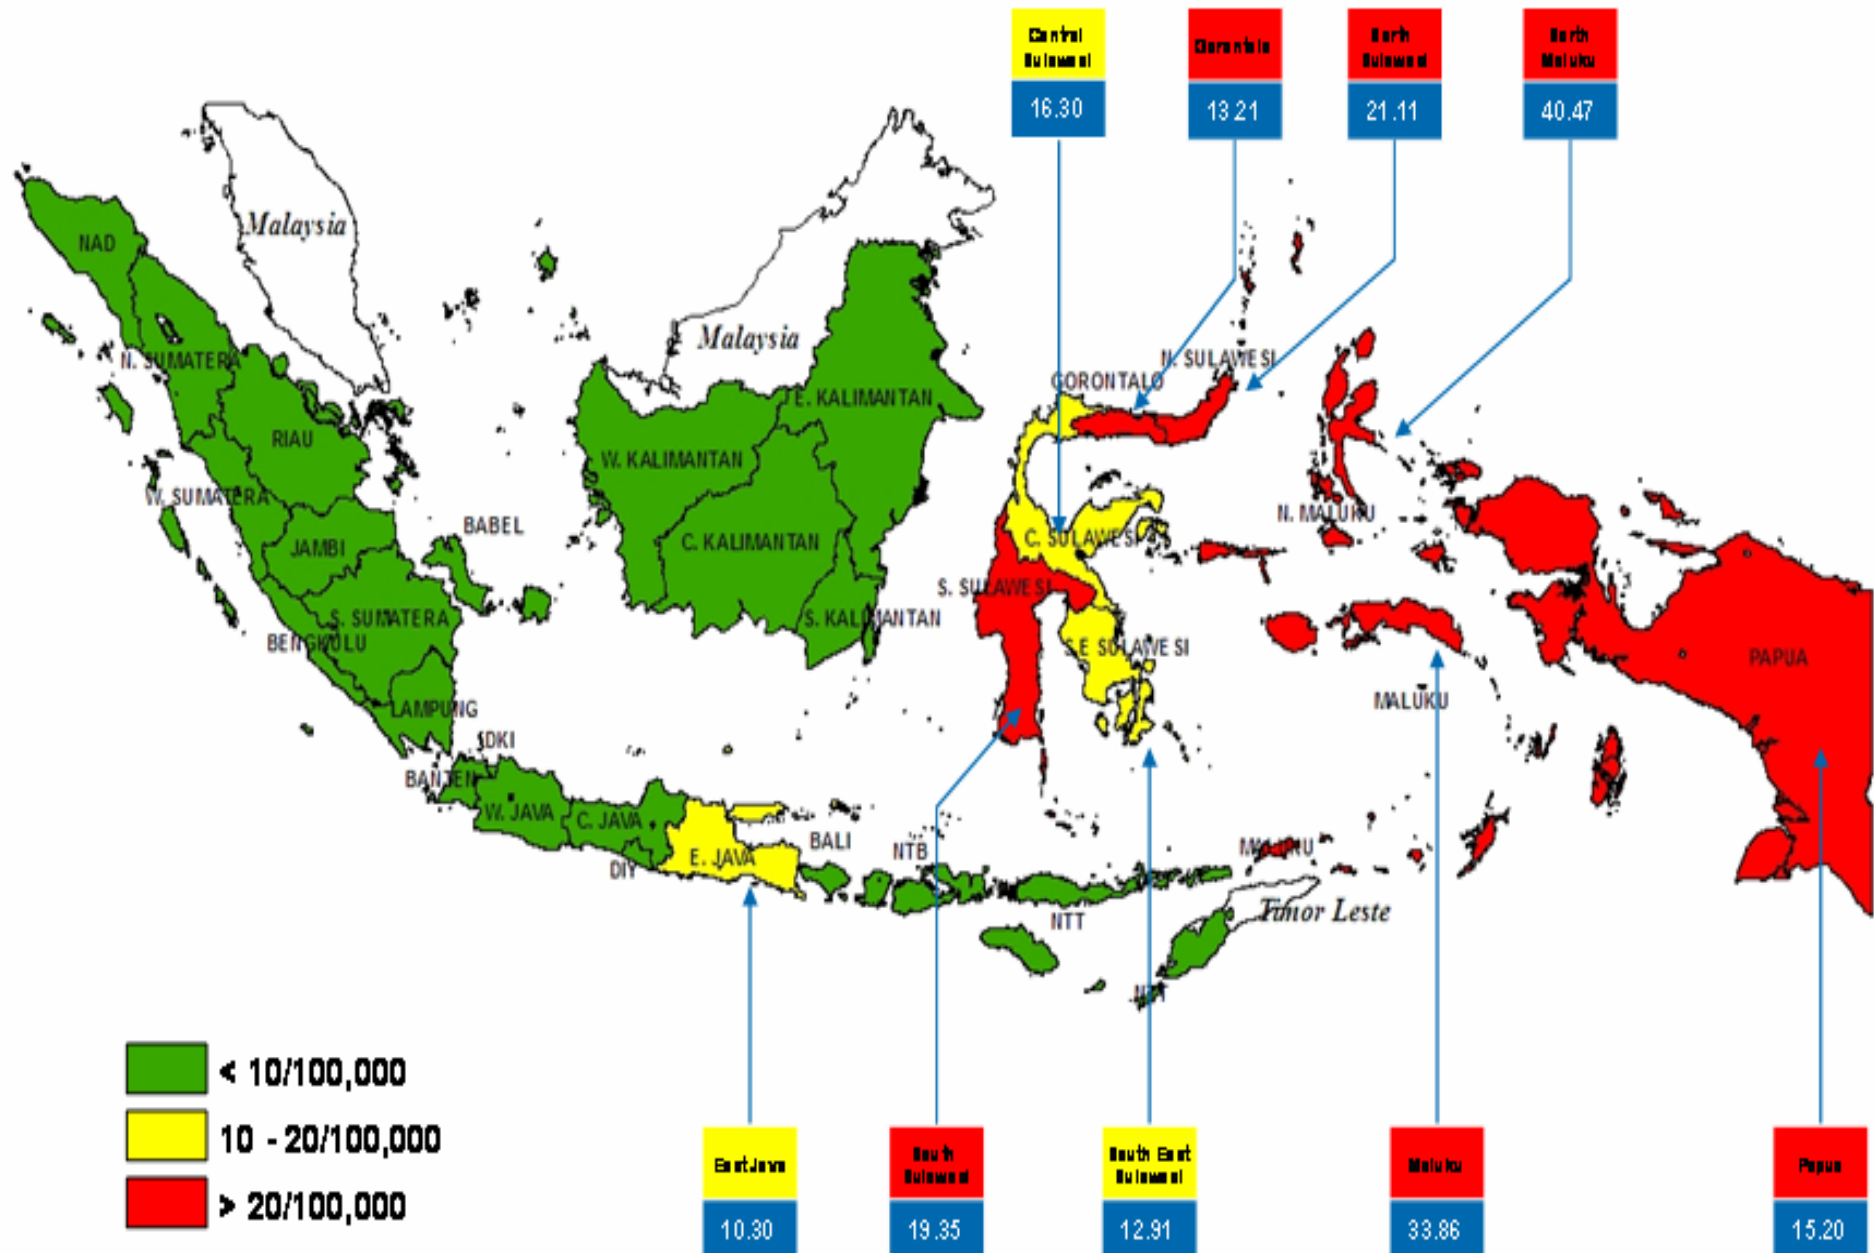 Central
Sulawesi
16.30
Gorontalo
13.21
North
Sulawesi
21.11
North
Maluku
40.47
Malaysia
NAD
Malaysia
N. SUMATERA
N. SULAWESI
GORONTALO
E. KALIMANTAN
RIAU
W. KALIMANTAN
W. SUMATERA
BABEL
N. MALUKU
JAMBI
C. KALIMANTAN
C. SULAWESI
S. SULAWESI
S. SUMATERA
S. KALIMANTAN
BENGKULU
S.E SULAWESI
PAPUA
LAMPUNG
MALUKU
DKI
BANTEN
W. JAVA
C. JAVA
BALI
NTB
MALUKU
E. JAVA
DIY
NTT
Timor Leste
NTT
< 10/100,000
10 - 20/100,000
> 20/100,000
East Java
10.30
South
Sulawesi
19.35
South East
Sulawesi
12.91
Maluku
33.86
Papua
15.20